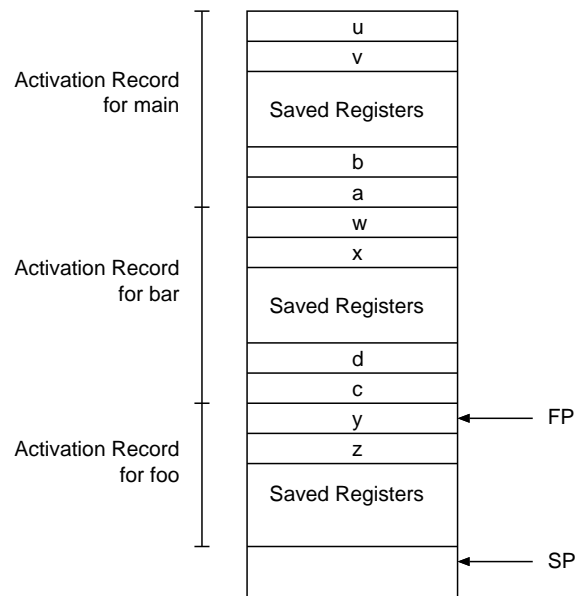 u
v
Activation Record
for main
Saved Registers
b
a
w
x
Activation Record
for bar
Saved Registers
d
c
y
FP
z
Activation Record
for foo
Saved Registers
SP